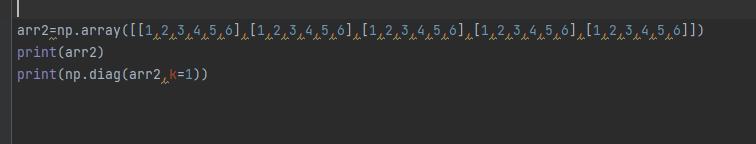 arr2=np.array([[1,2,3,4,5,6],[1,2,3,4,5,6],[1,2,3,4,5,6],[1,2,3,4,5,6],[1,2,3,4,5,6]])
print(arr2)
print(np.diag(arr2,k=1))